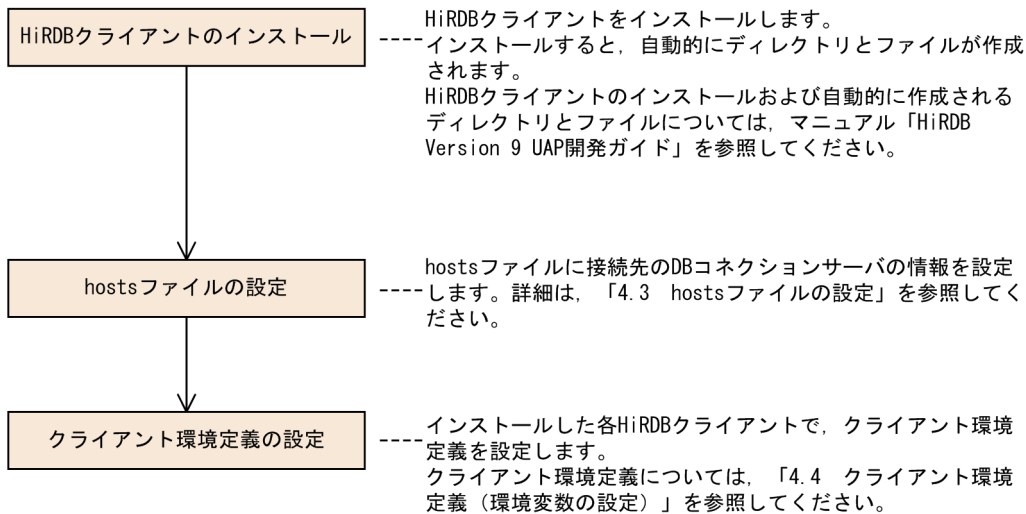 HiRDBクライアントのインストール
HiRDBクライアントをインストールします。
インストールすると，自動的にディレクトリとファイルが作成
されます。
HiRDBクライアントのインストールおよび自動的に作成される
ディレクトリとファイルについては，マニュアル「HiRDB
Version 9 UAP開発ガイド」を参照してください。
hostsファイルの設定
hostsファイルに接続先のDBコネクションサーバの情報を設定
します。詳細は，「4.3　hostsファイルの設定」を参照してく
ださい。
クライアント環境定義の設定
インストールした各HiRDBクライアントで，クライアント環境
定義を設定します。
クライアント環境定義については，「4.4　クライアント環境
定義（環境変数の設定）」を参照してください。